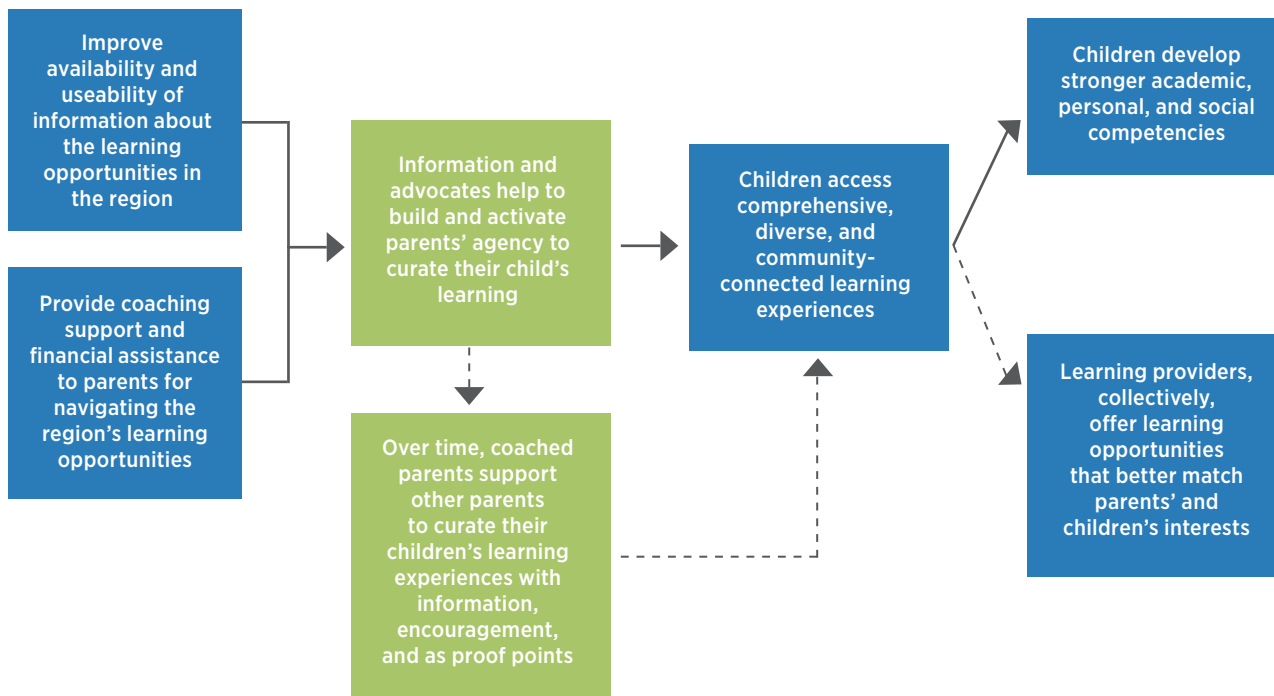 Improve
availability and
useability of
information about
the learning
opportunities in
the region
Provide coaching
support and
financial assistance
to parents for
navigating the
region's learning
opportunities
Information and
advocates help to
build and activate
parents' agency to
curate their child's
learning
Over time, coached
parents support
other parents
to curate their
children's learning
experiences with
information,
encouragement,
and as proof points
Children access
comprehensive,
diverse, and
community-
connected learning
experiences
Children develop
stronger academic,
personal, and social
competencies
Learning providers,
collectively,
offer learning
opportunities
that better match
parents' and
children's interests